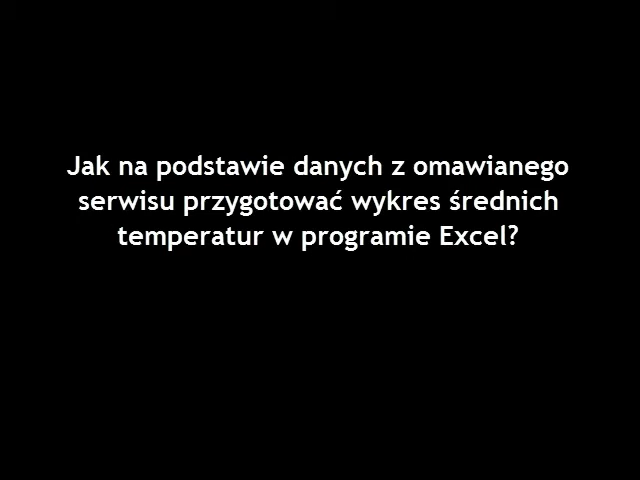 Jak na podstawie danych z omawianego
serwisu przygotować wykres średnich
temperatur w programie Excel?